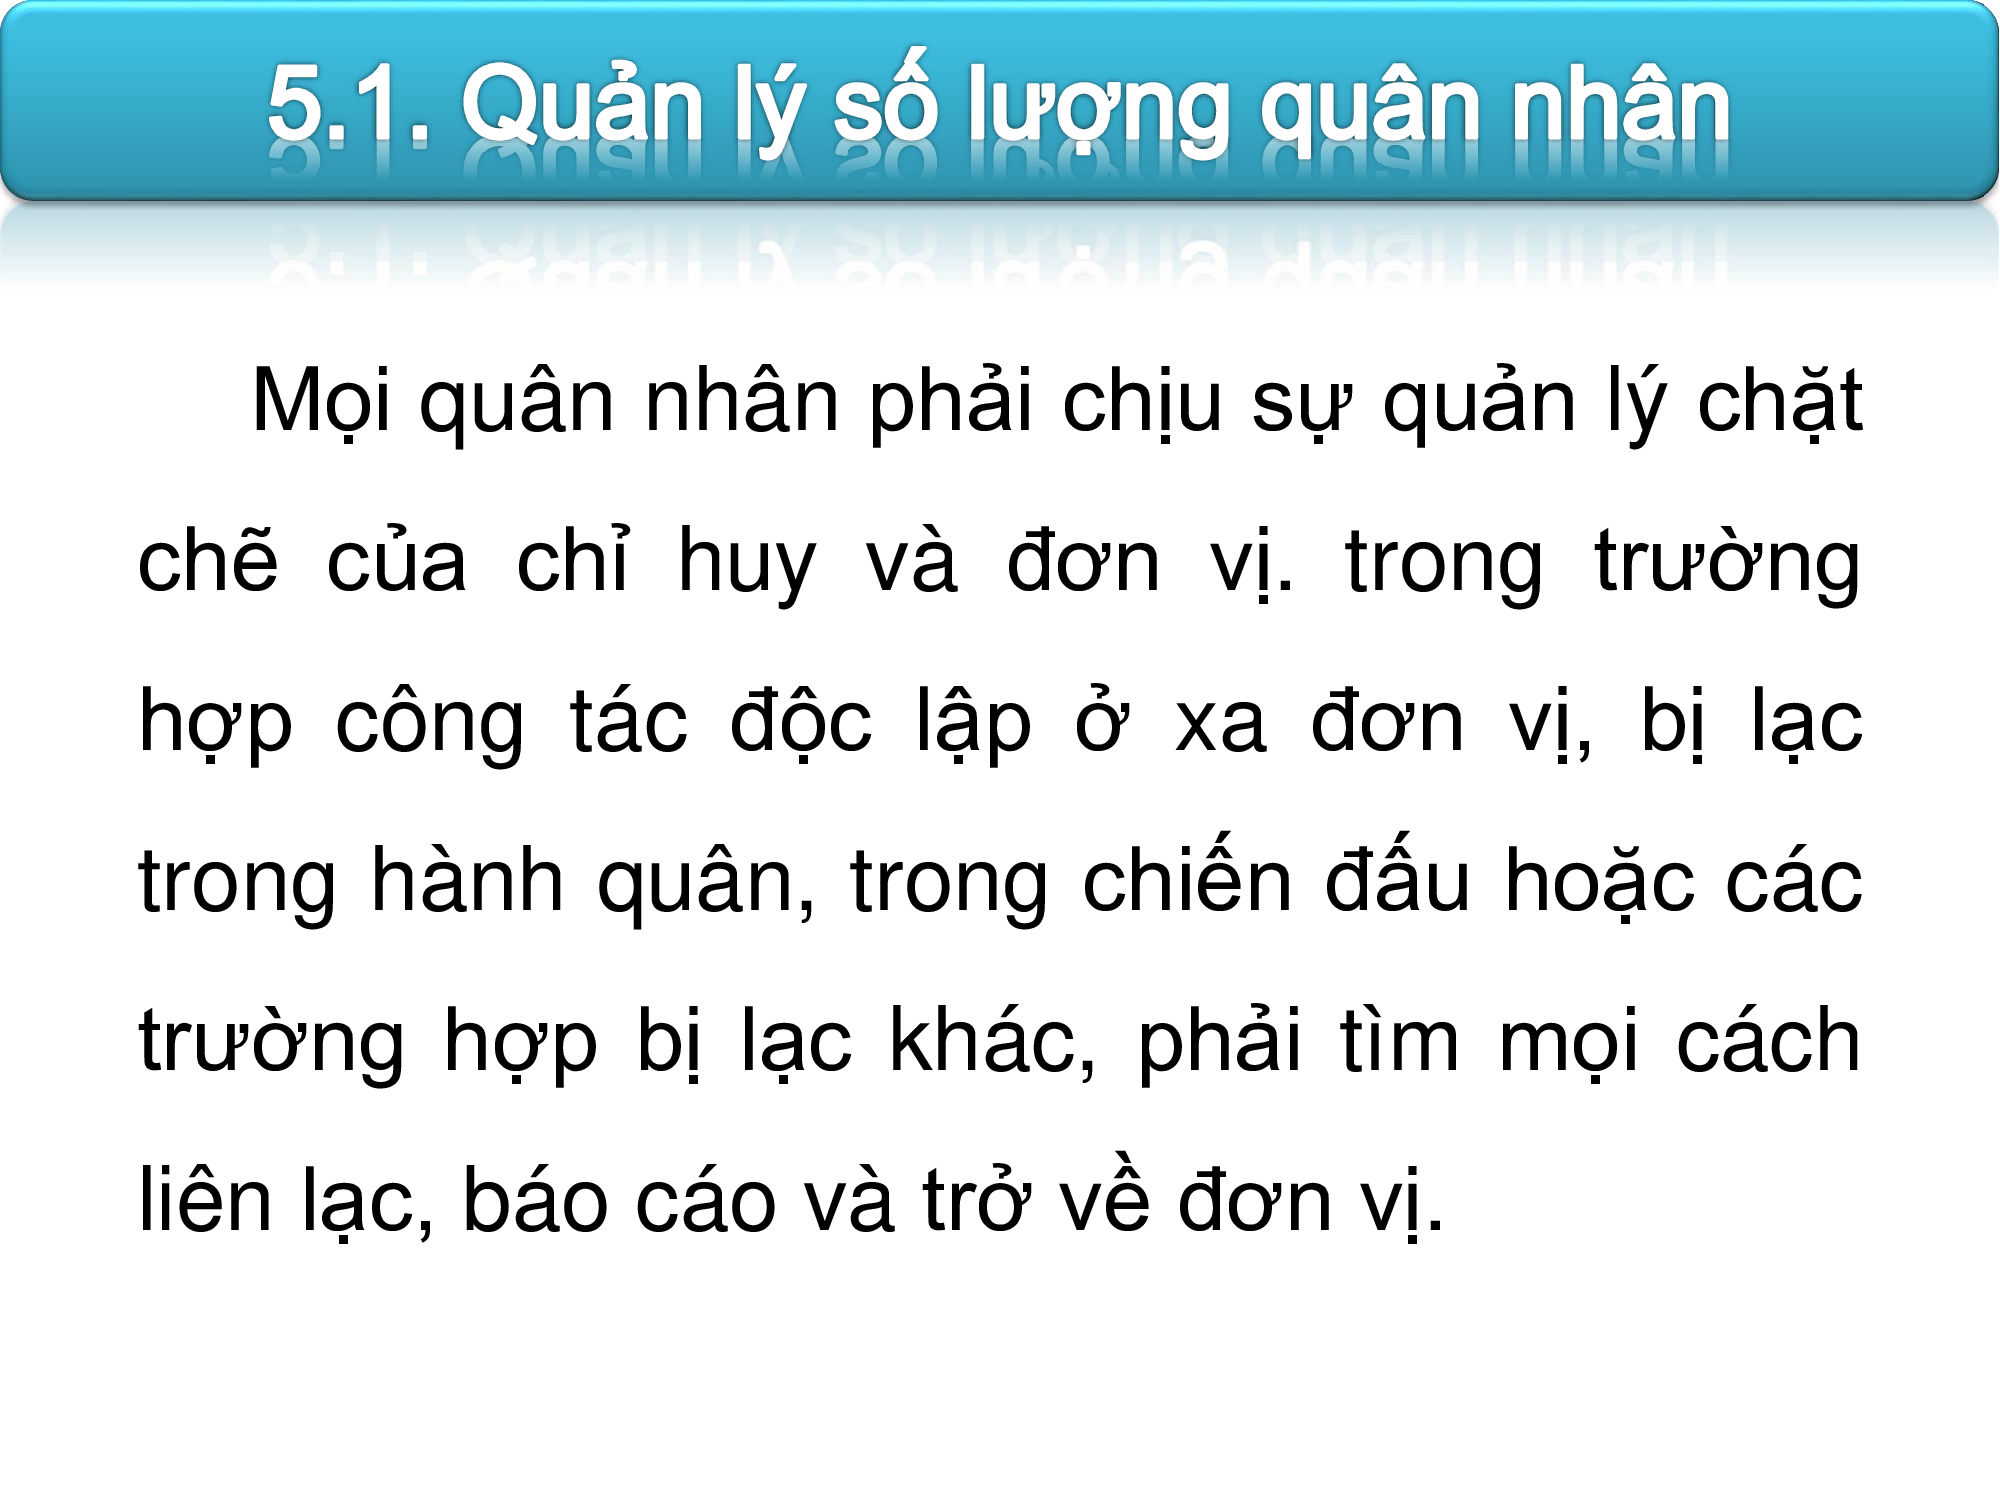 5.1. Quản lý số lượng quân nhân
Mọi quân nhân phải chịu sự quản lý chặt
chẽ của chỉ huy và đơn vị. trong trường
hợp công tác độc lập ở xa đơn vị, bị lạc
trong hành quân, trong chiến đấu hoặc các
trường hợp bị lạc khác, phải tìm mọi cách
liên lạc, báo cáo và trở về đơn vị.